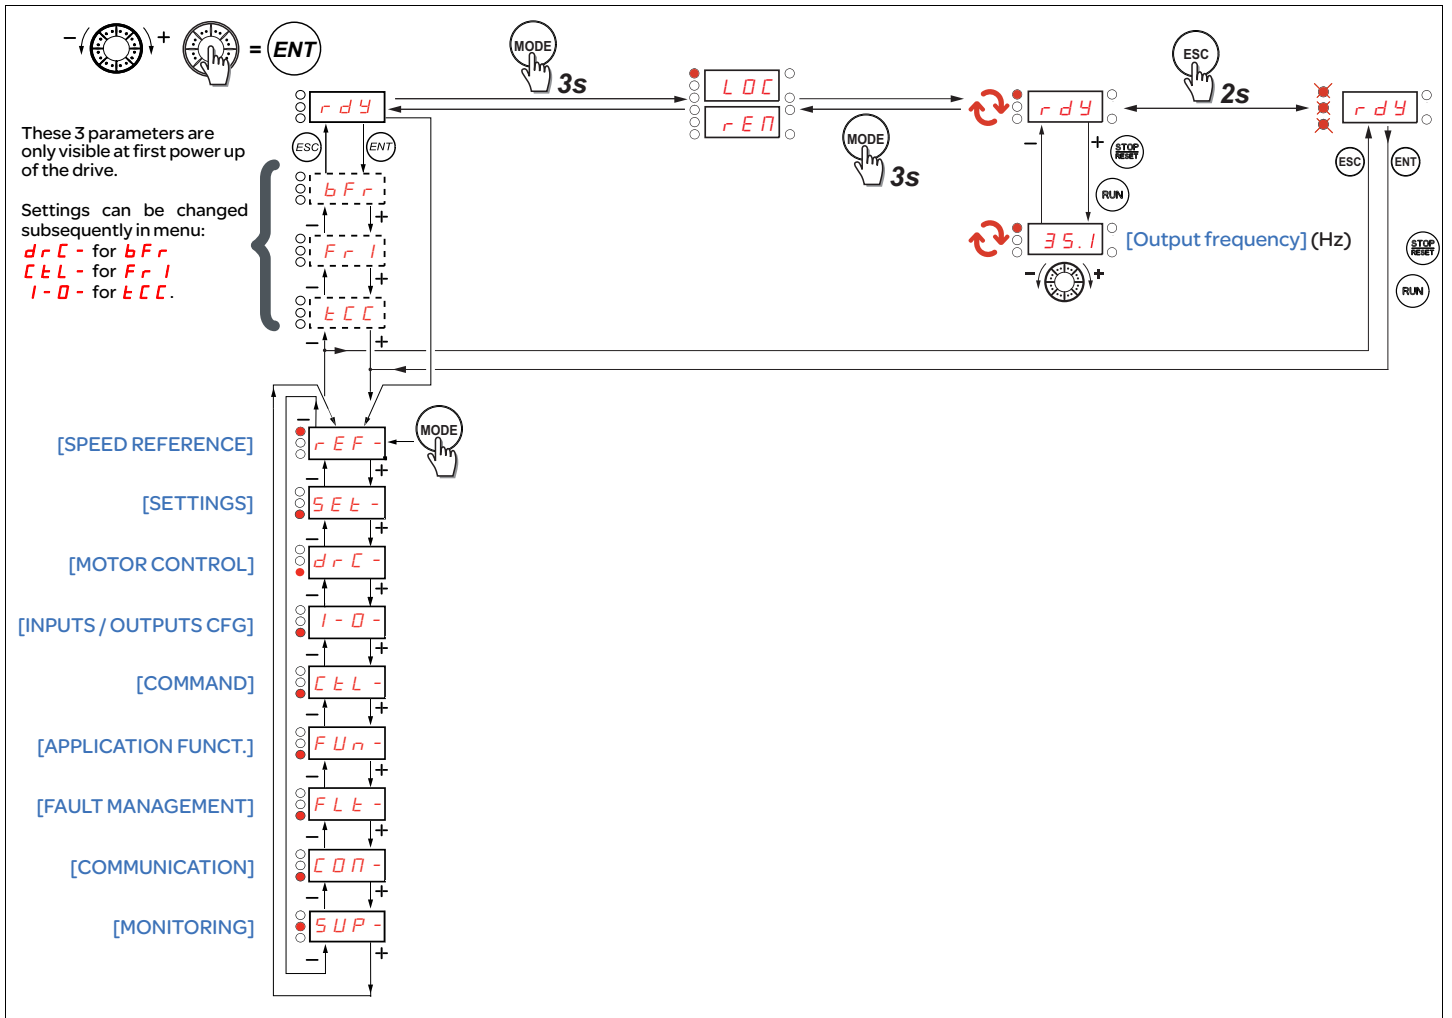 − + = ENT
MODE
3s
ESC
2s
rdY
LOC
rEM
MODE
3s
rdY
rdY
These 3 parameters are
only visible at first power up
of the drive.
Settings can be changed
subsequently in menu:
drC- for bFr
CtL- for Fr1
I-O- for tCC.
ESC
ENT
bFr
− +
Fr1
− +
tCC
− +
− +
STOP
RESET
RUN
35.1
[Output frequency] (Hz)
− +
ESC
ENT
STOP
RESET
RUN
−
[SPEED REFERENCE]
rEF-
MODE
− +
[SETTINGS]
SEt-
− +
[MOTOR CONTROL]
drC-
− +
[INPUTS / OUTPUTS CFG]
I-O-
− +
[COMMAND]
CtL-
− +
[APPLICATION FUNCT.]
FUn-
− +
[FAULT MANAGEMENT]
FLt-
− +
[COMMUNICATION]
COM-
− +
[MONITORING]
SUP-
− +